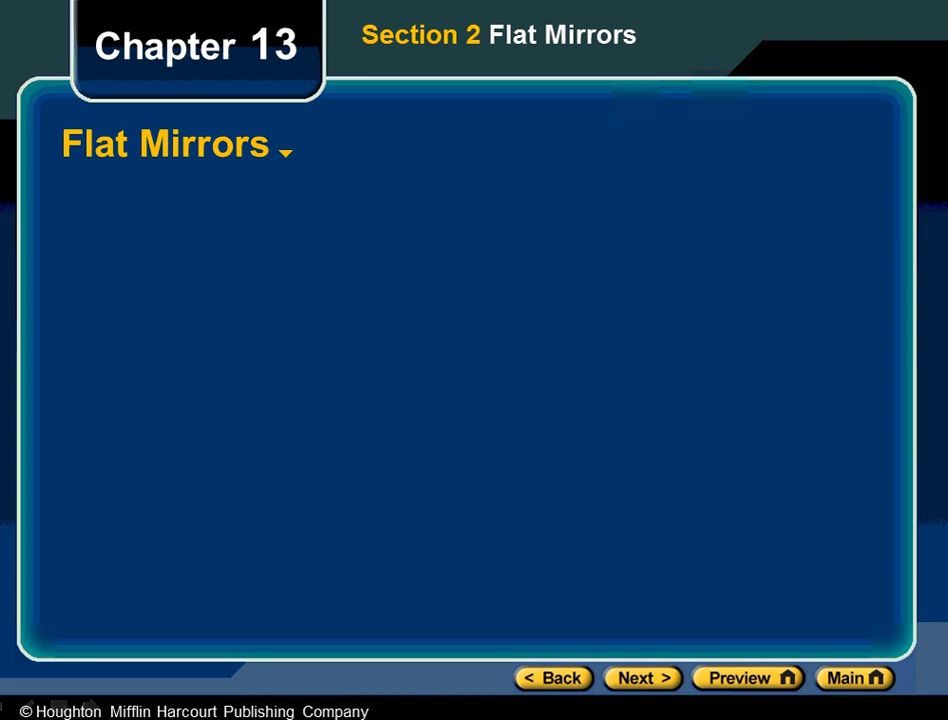 Chapter 13
Section 2 Flat Mirrors
Flat Mirrors
< Back
Next >
Preview
Main
© Houghton Mifflin Harcourt Publishing Company